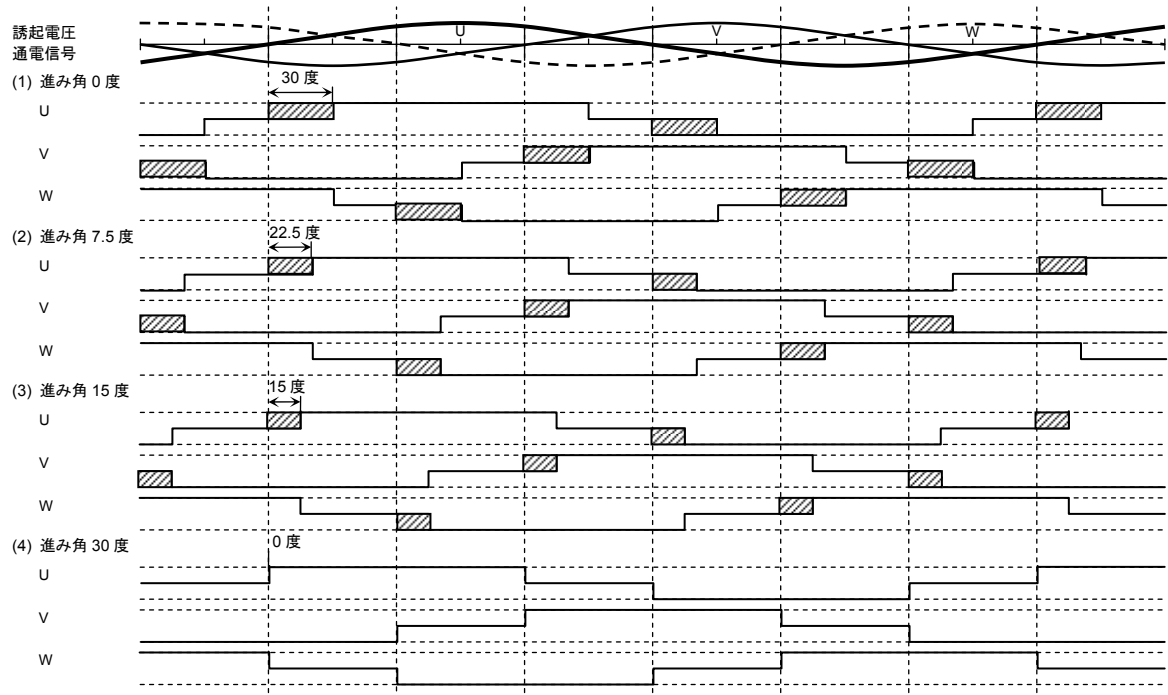 誘起電圧
U
V
W
通電信号
(1) 進み角 0 度
30 度
U
V
W
(2) 進み角 7.5 度
22.5 度
U
V
W
(3) 進み角 15 度
15 度
U
V
W
(4) 進み角 30 度
0 度
U
V
W